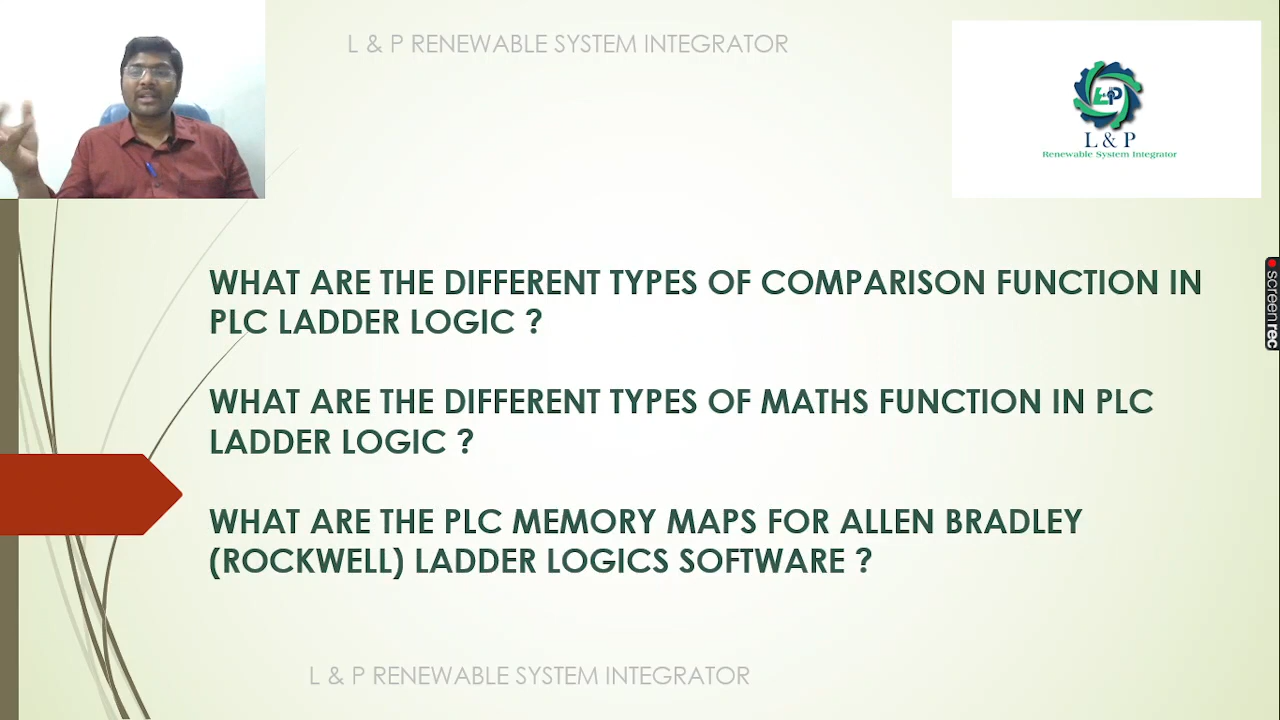 L & P RENEWABLE SYSTEM INTEGRATOR
L&P
L & P
Renewable System Integrator
WHAT ARE THE DIFFERENT TYPES OF COMPARISON FUNCTION IN
PLC LADDER LOGIC ?
WHAT ARE THE DIFFERENT TYPES OF MATHS FUNCTION IN PLC
LADDER LOGIC ?
WHAT ARE THE PLC MEMORY MAPS FOR ALLEN BRADLEY
(ROCKWELL) LADDER LOGICS SOFTWARE ?
screenrec
L & P RENEWABLE SYSTEM INTEGRATOR